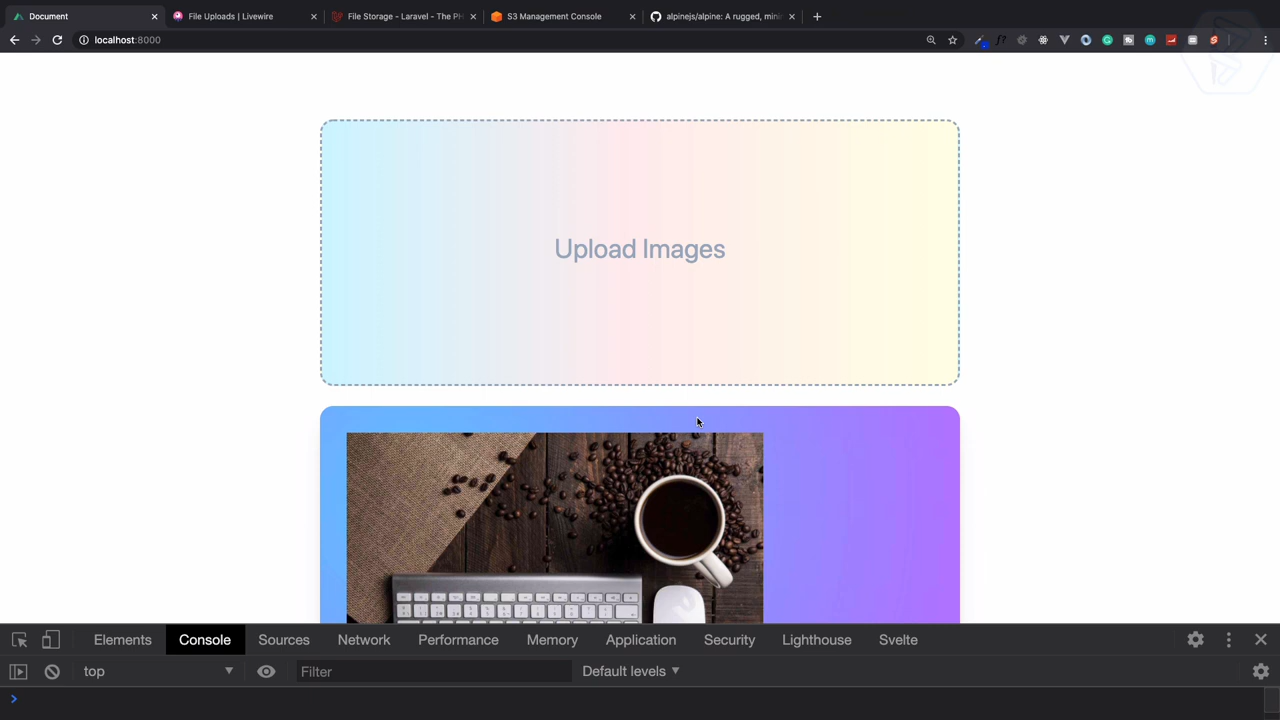 Document
File Uploads | Livewire
File Storage - Laravel - The PH
S3 Management Console
alpinejs/alpine: A rugged, mini
localhost:8000
Upload Images
Elements
Console
Sources
Network
Performance
Memory
Application
Security
Lighthouse
Svelte
top
Filter
Default levels